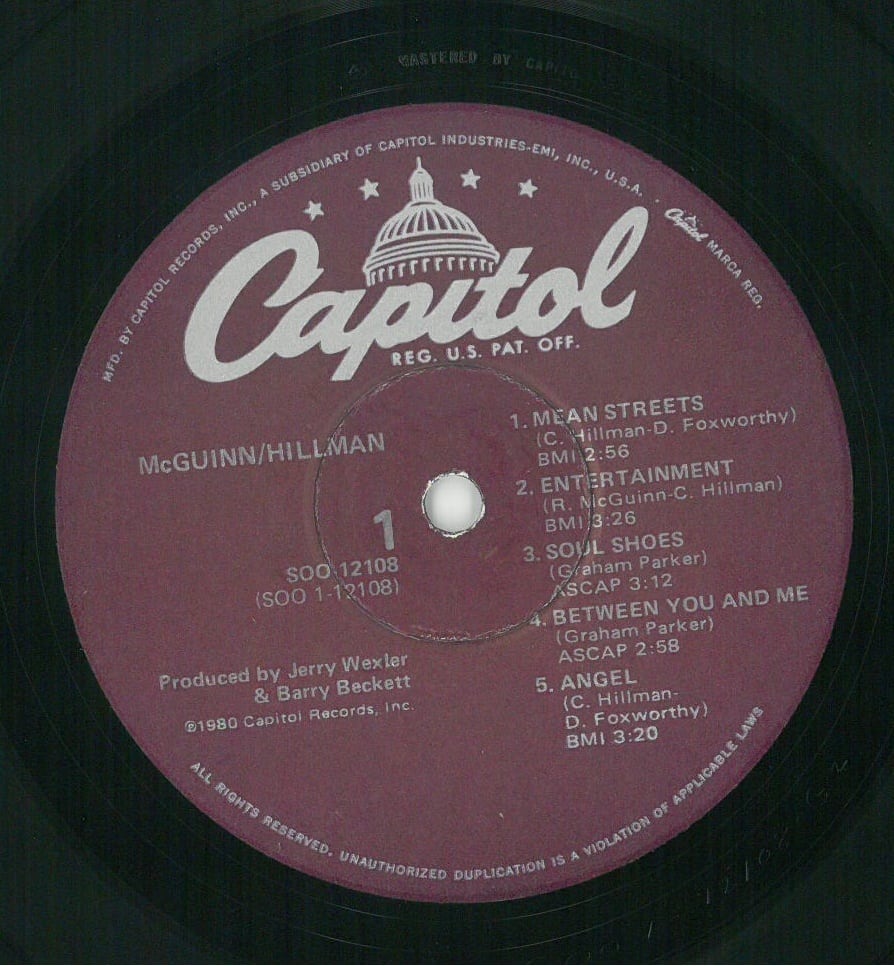 MASTERED BY CAPITOL
MFD. BY CAPITOL RECORDS, INC., A SUBSIDIARY OF CAPITOL INDUSTRIES-EMI, INC., U.S.A. . Capitol MARCA REG.
Capitol
REG. U.S. PAT. OFF.
McGUINN/HILLMAN
1
SOO-12108
(SOO 1-12108)
Produced by Jerry Wexler
& Barry Beckett
℗1980 Capitol Records, Inc.
1. MEAN STREETS
(C. Hillman-D. Foxworthy)
BMI 2:56
2. ENTERTAINMENT
(R. McGuinn-C. Hillman)
BMI 3:26
3. SOUL SHOES
(Graham Parker)
ASCAP 3:12
4. BETWEEN YOU AND ME
(Graham Parker)
ASCAP 2:58
5. ANGEL
(C. Hillman-
D. Foxworthy)
BMI 3:20
ALL RIGHTS RESERVED. UNAUTHORIZED DUPLICATION IS A VIOLATION OF APPLICABLE LAWS